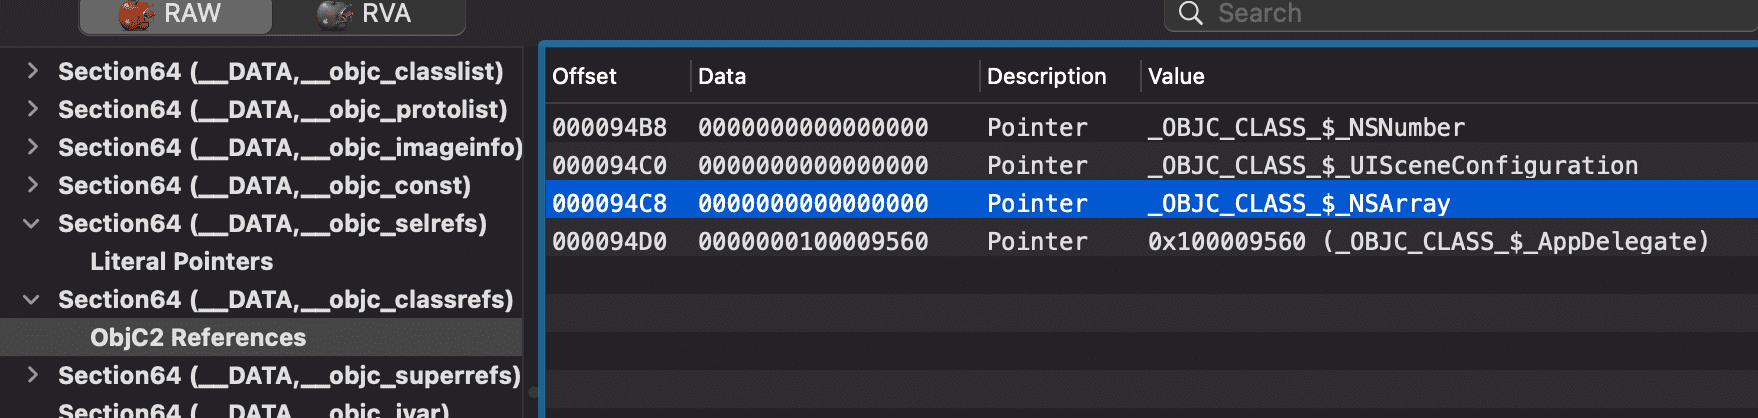 RAW RVA Search
Section64 (__DATA,__objc_classlist)
Section64 (__DATA,__objc_protolist)
Section64 (__DATA,__objc_imageinfo)
Section64 (__DATA,__objc_const)
Section64 (__DATA,__objc_selrefs)
Literal Pointers
Section64 (__DATA,__objc_classrefs)
ObjC2 References
Section64 (__DATA,__objc_superrefs)
Section64 (__DATA,__objc_ivar)
Offset Data Description Value
000094B8 0000000000000000 Pointer _OBJC_CLASS_$_NSNumber
000094C0 0000000000000000 Pointer _OBJC_CLASS_$_UISceneConfiguration
000094C8 0000000000000000 Pointer _OBJC_CLASS_$_NSArray
000094D0 0000000100009560 Pointer 0x100009560 (_OBJC_CLASS_$_AppDelegate)